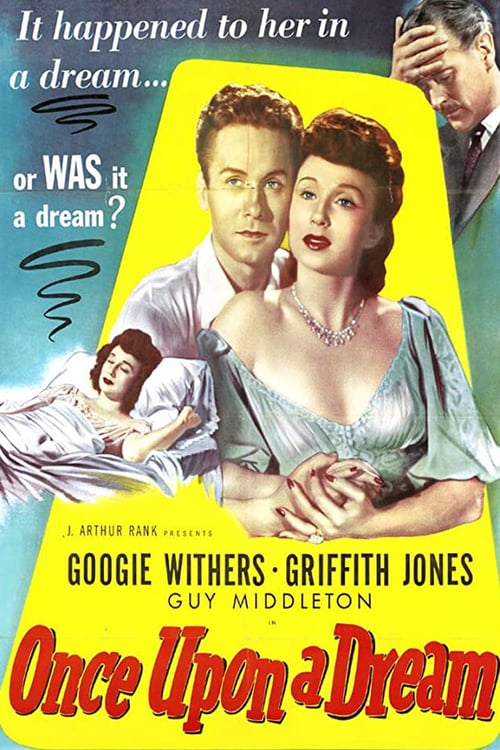 It happened to her in
a dream...
or WAS it
a dream?
J. ARTHUR RANK PRESENTS
GOOGIE WITHERS · GRIFFITH JONES
GUY MIDDLETON
IN
Once Upon a Dream